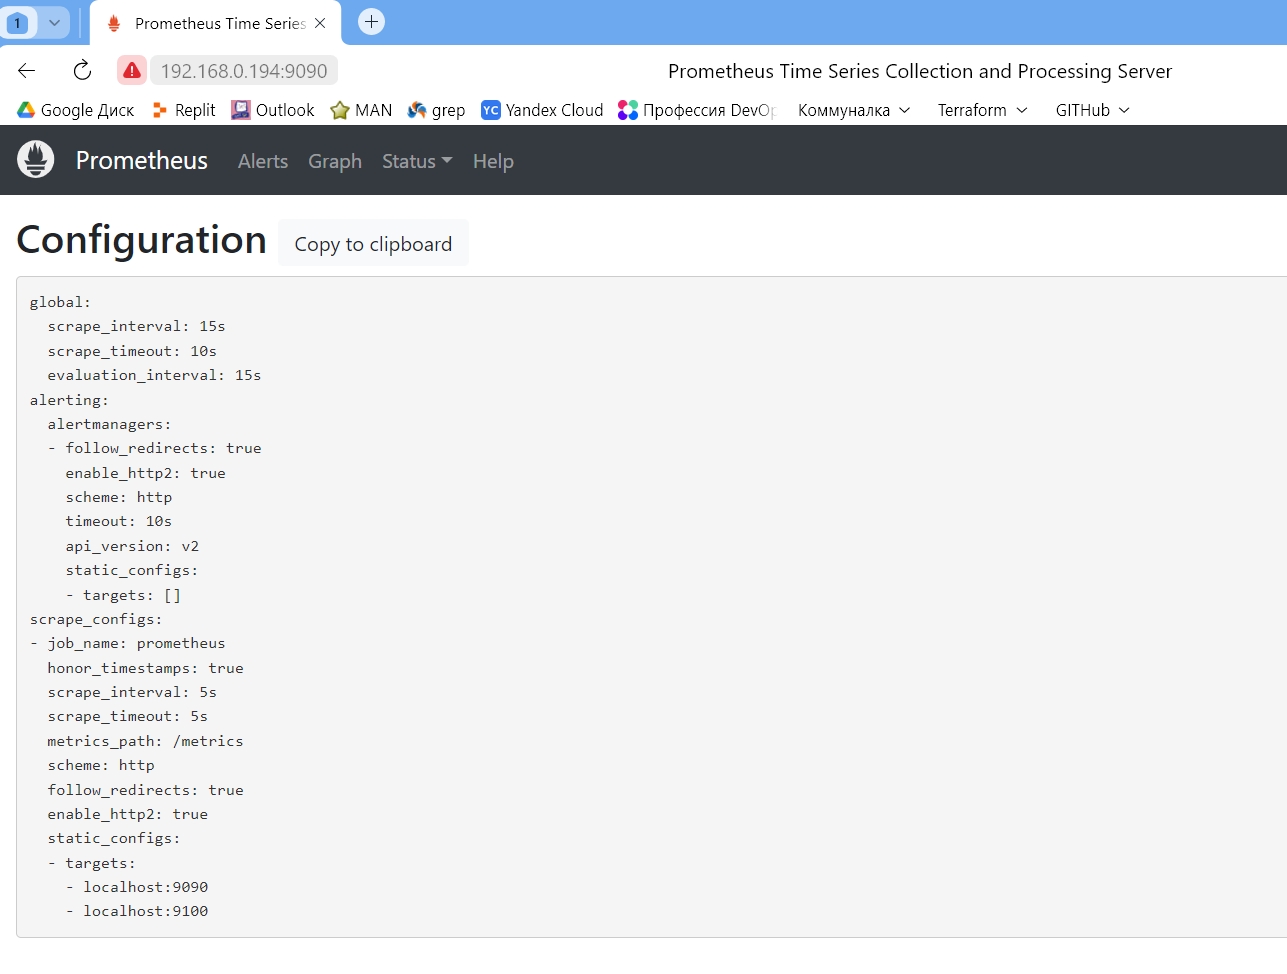 1
Prometheus Time Series
192.168.0.194:9090
Prometheus Time Series Collection and Processing Server
Google Диск Replit Outlook MAN grep YC Yandex Cloud Профессия DevOp Коммуналка Terraform GITHub
Prometheus Alerts Graph Status Help
Configuration Copy to clipboard
global:
  scrape_interval: 15s
  scrape_timeout: 10s
  evaluation_interval: 15s
alerting:
  alertmanagers:
  - follow_redirects: true
    enable_http2: true
    scheme: http
    timeout: 10s
    api_version: v2
    static_configs:
    - targets: []
scrape_configs:
- job_name: prometheus
  honor_timestamps: true
  scrape_interval: 5s
  scrape_timeout: 5s
  metrics_path: /metrics
  scheme: http
  follow_redirects: true
  enable_http2: true
  static_configs:
  - targets:
    - localhost:9090
    - localhost:9100